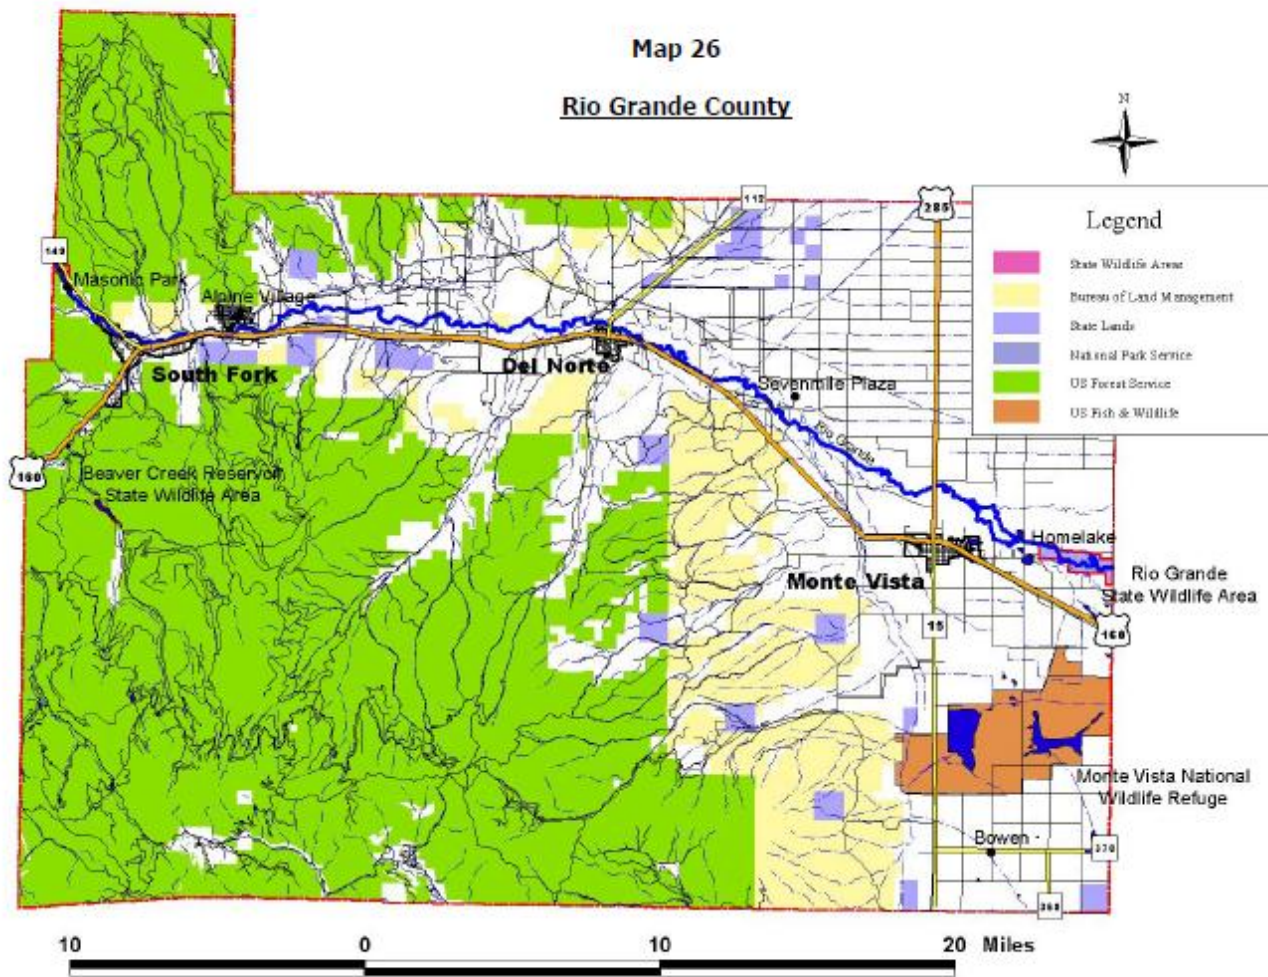 Map 26
Rio Grande County
N
112
285
Legend
State Wildlife Areas
Bureau of Land Management
State Lands
National Park Service
US Forest Service
US Fish & Wildlife
149
Masonic Park
Alpine Village
South Fork
Del Norte
Sevenmile Plaza
Rio Grande
160
Beaver Creek Reservoir
State Wildlife Area
Homelake
Monte Vista
Rio Grande
State Wildlife Area
15
160
Monte Vista National
Wildlife Refuge
Bowen
370
368
10 0 10 20 Miles